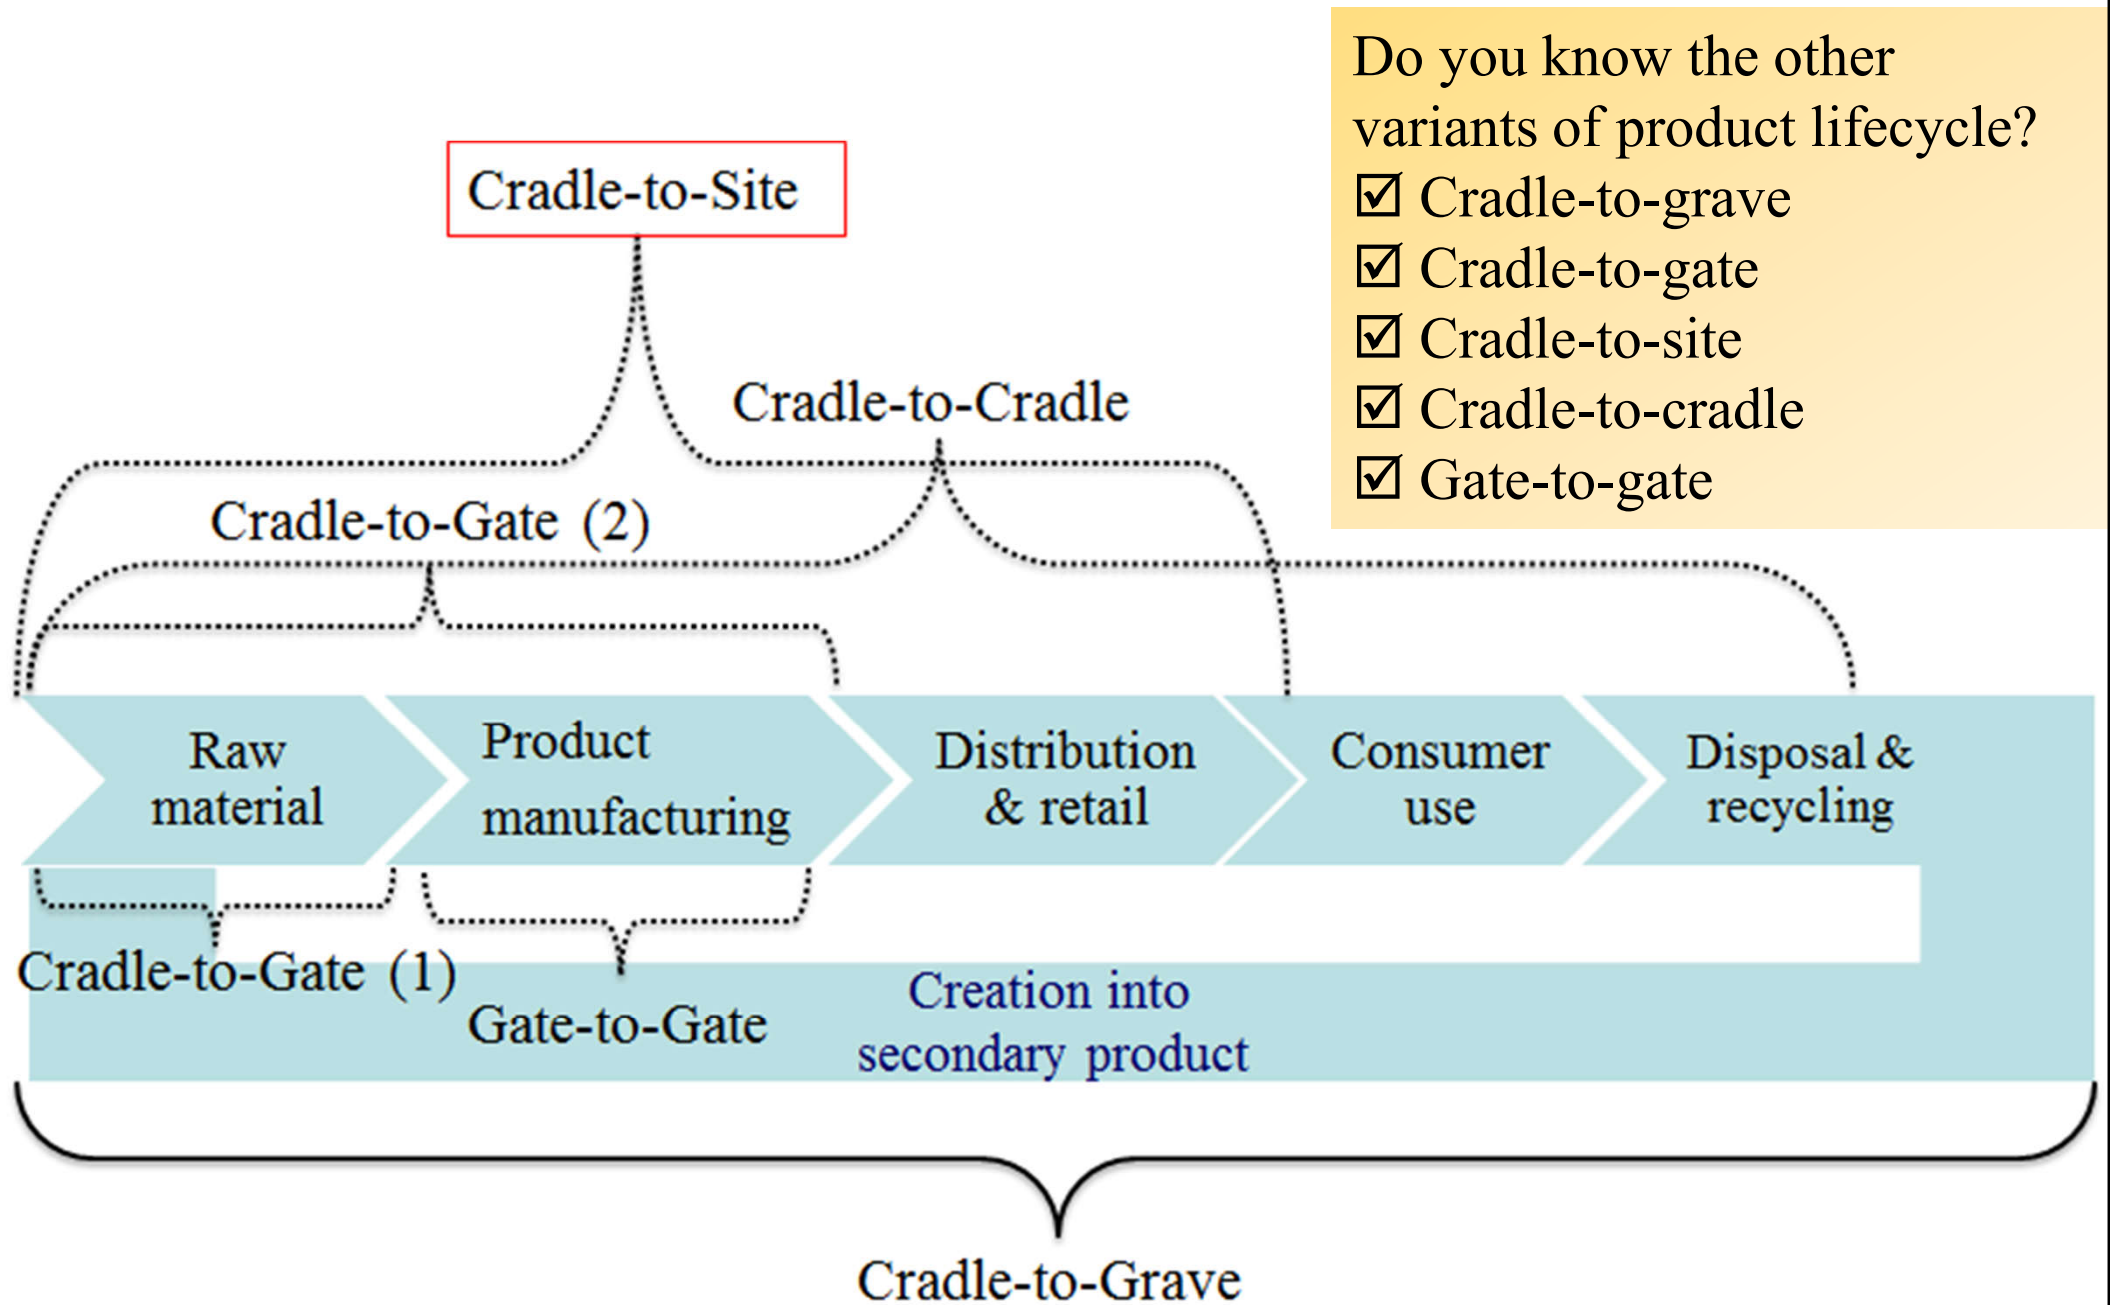 Do you know the other
variants of product lifecycle?
☑ Cradle-to-grave
☑ Cradle-to-gate
☑ Cradle-to-site
☑ Cradle-to-cradle
☑ Gate-to-gate
Cradle-to-Site
Cradle-to-Cradle
Cradle-to-Gate (2)
Raw
material
Product
manufacturing
Distribution
& retail
Consumer
use
Disposal &
recycling
Cradle-to-Gate (1)
Gate-to-Gate
Creation into
secondary product
Cradle-to-Grave